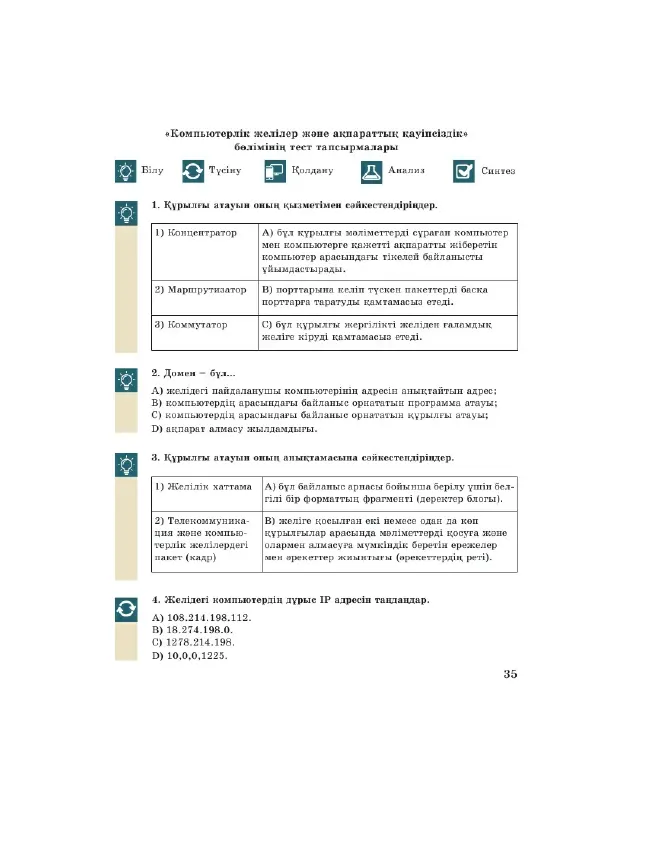 «Компьютерлік желілер және ақпараттық қауіпсіздік»
бөлімінің тест тапсырмалары
Білу Түсіну Қолдану Анализ Синтез
1. Құрылғы атауын оның қызметімен сәйкестендіріңдер.
1) Концентратор
А) бұл құрылғы мәліметтерді сұраған компьютер
мен компьютерге қажетті ақпаратты жіберетін
компьютер арасындағы тікелей байланысты
ұйымдастырады.
2) Маршрутизатор
В) порттарына келіп түскен пакеттерді басқа
порттарға таратуды қамтамасыз етеді.
3) Коммутатор
С) бұл құрылғы жергілікті желіден ғаламдық
желіге кіруді қамтамасыз етеді.
2. Домен – бұл...
А) желідегі пайдаланушы компьютерінің адресін анықтайтын адрес;
В) компьютердің арасындағы байланыс орнататын программа атауы;
С) компьютердің арасындағы байланыс орнататын құрылғы атауы;
D) ақпарат алмасу жылдамдығы.
3. Құрылғы атауын оның анықтамасына сәйкестендіріңдер.
1) Желілік хаттама
А) бұл байланыс арнасы бойынша берілу үшін бел-
гілі бір форматтың фрагменті (деректер блогы).
2) Телекоммуника-
ция және компью-
терлік желілердегі
пакет (кадр)
В) желіге қосылған екі немесе одан да көп
құрылғылар арасында мәліметтерді қосуға және
олармен алмасуға мүмкіндік беретін ережелер
мен әрекеттер жиынтығы (әрекеттердің реті).
4. Желідегі компьютердің дұрыс IP адресін таңдаңдар.
А) 108.214.198.112.
В) 18.274.198.0.
С) 1278.214.198.
D) 10,0,0,1225.
35